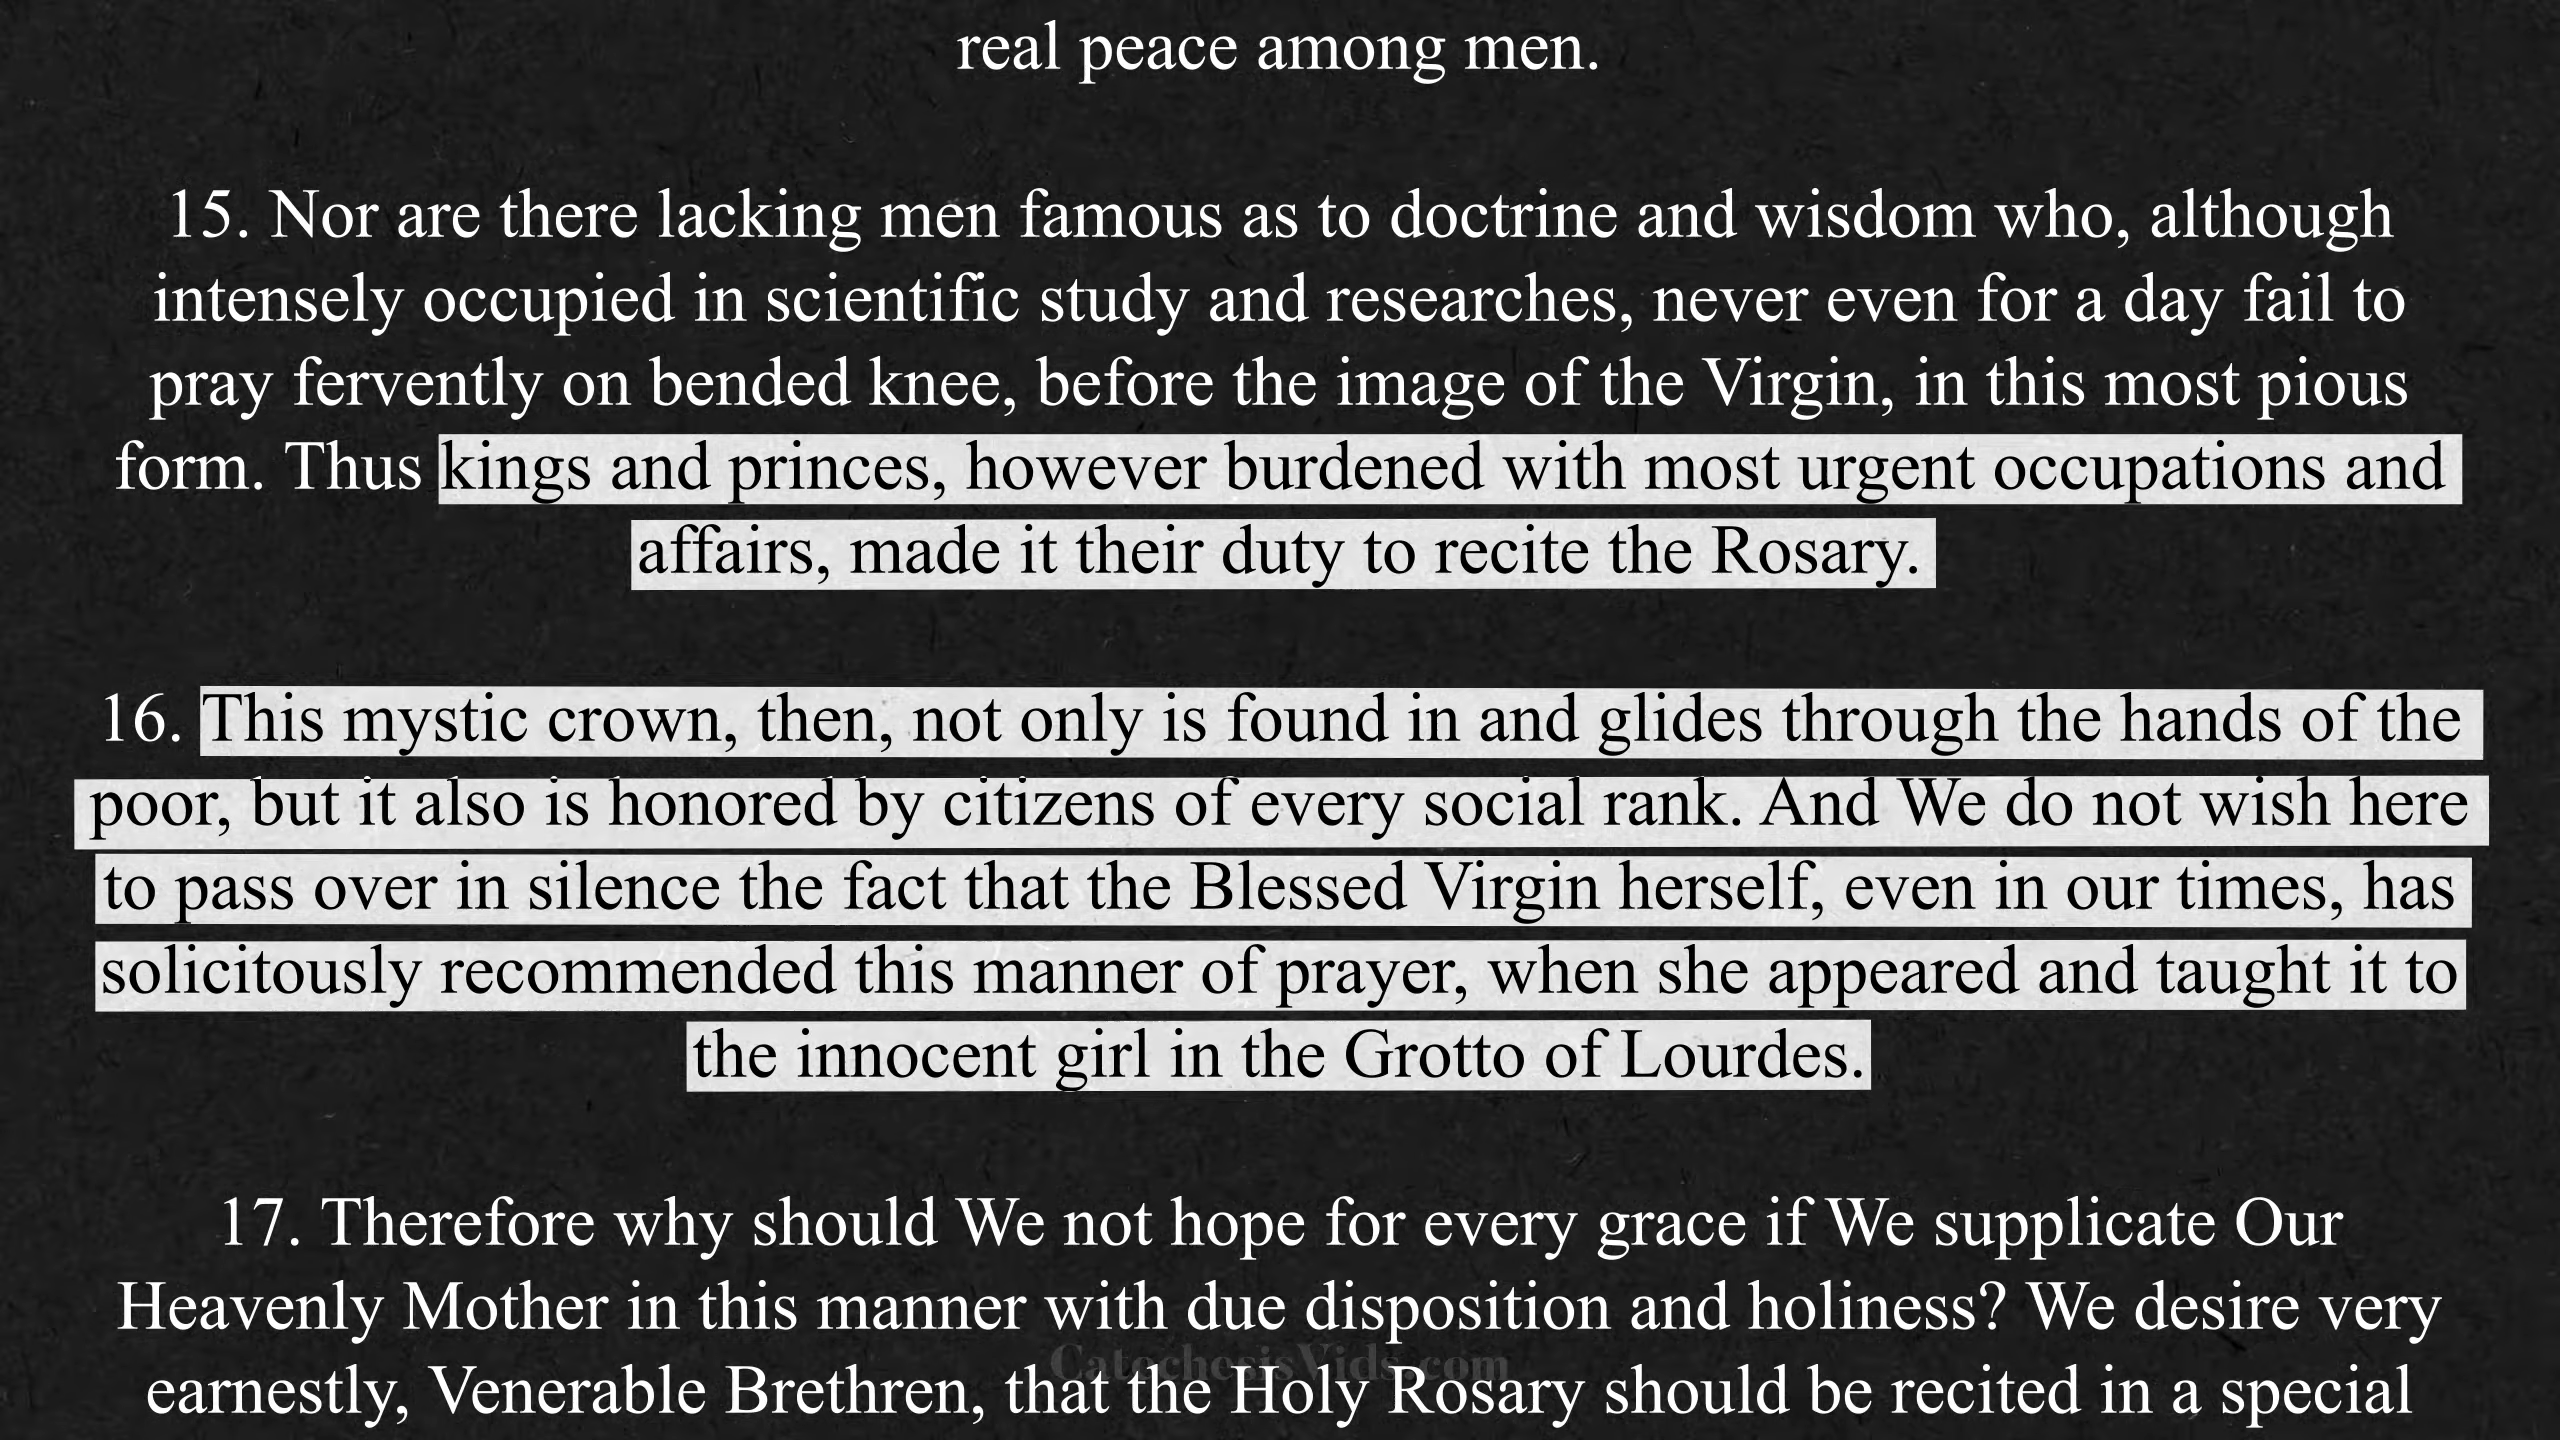 real peace among men.
15. Nor are there lacking men famous as to doctrine and wisdom who, although
intensely occupied in scientific study and researches, never even for a day fail to
pray fervently on bended knee, before the image of the Virgin, in this most pious
form. Thus kings and princes, however burdened with most urgent occupations and
affairs, made it their duty to recite the Rosary.
16. This mystic crown, then, not only is found in and glides through the hands of the
poor, but it also is honored by citizens of every social rank. And We do not wish here
to pass over in silence the fact that the Blessed Virgin herself, even in our times, has
solicitously recommended this manner of prayer, when she appeared and taught it to
the innocent girl in the Grotto of Lourdes.
17. Therefore why should We not hope for every grace if We supplicate Our
Heavenly Mother in this manner with due disposition and holiness? We desire very
CatechesisVids.com
earnestly, Venerable Brethren, that the Holy Rosary should be recited in a special